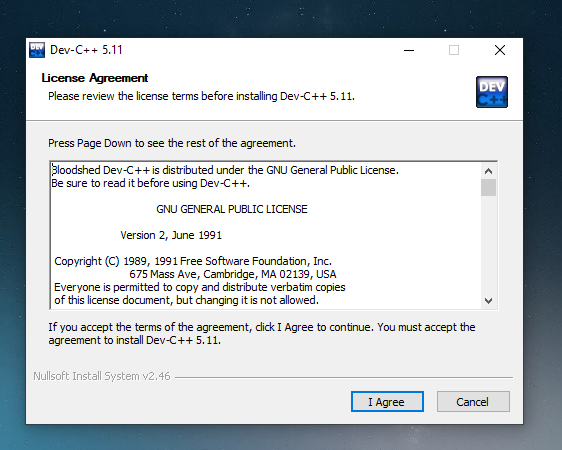 Dev-C++ 5.11
License Agreement
Please review the license terms before installing Dev-C++ 5.11.
DEV
C++
Press Page Down to see the rest of the agreement.
Bloodshed Dev-C++ is distributed under the GNU General Public License.
Be sure to read it before using Dev-C++.
GNU GENERAL PUBLIC LICENSE
Version 2, June 1991
Copyright (C) 1989, 1991 Free Software Foundation, Inc.
675 Mass Ave, Cambridge, MA 02139, USA
Everyone is permitted to copy and distribute verbatim copies
of this license document, but changing it is not allowed.
If you accept the terms of the agreement, click I Agree to continue. You must accept the
agreement to install Dev-C++ 5.11.
Nullsoft Install System v2.46
I Agree
Cancel